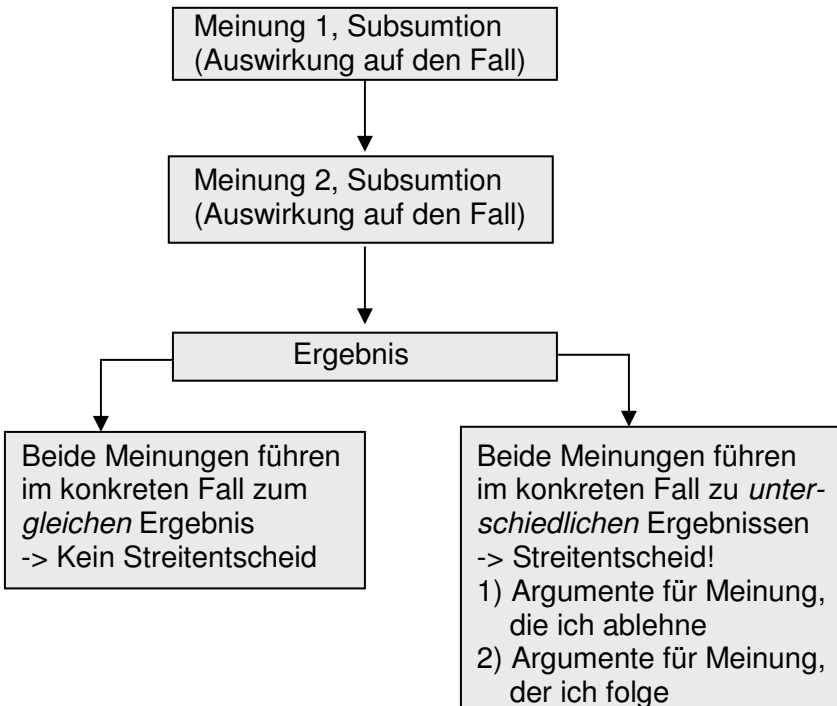 Meinung 1, Subsumtion
(Auswirkung auf den Fall)
Meinung 2, Subsumtion
(Auswirkung auf den Fall)
Ergebnis
Beide Meinungen führen
im konkreten Fall zum
gleichen Ergebnis
-> Kein Streitentscheid
Beide Meinungen führen
im konkreten Fall zu unter-
schiedlichen Ergebnissen
-> Streitentscheid!
1) Argumente für Meinung,
die ich ablehne
2) Argumente für Meinung,
der ich folge